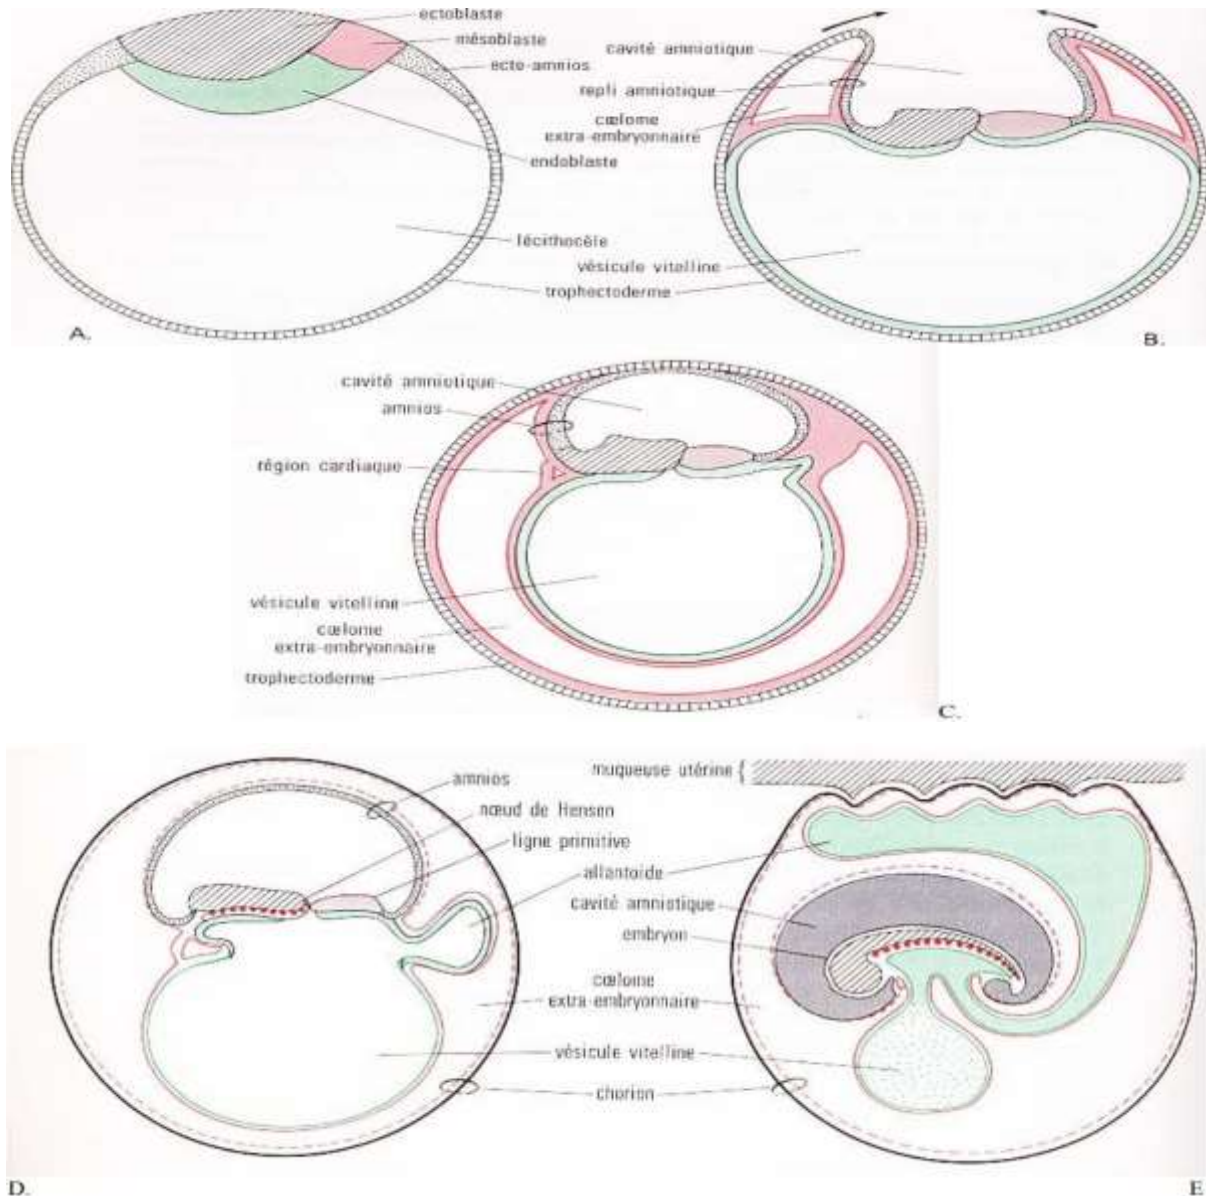 ectoblaste
mésoblaste
ecto-amnios
endoblaste
lécithocèle
trophectoderme
A.
cavité amniotique
repli amniotique
cœlome
extra-embryonnaire
vésicule vitelline
B.
cavité amniotique
amnios
région cardiaque
vésicule vitelline
cœlome
extra-embryonnaire
trophectoderme
C.
amnios
nœud de Hensen
ligne primitive
allantoïde
muqueuse utérine {
cavité amniotique
embryon
cœlome
extra-embryonnaire
vésicule vitelline
chorion
D.
E